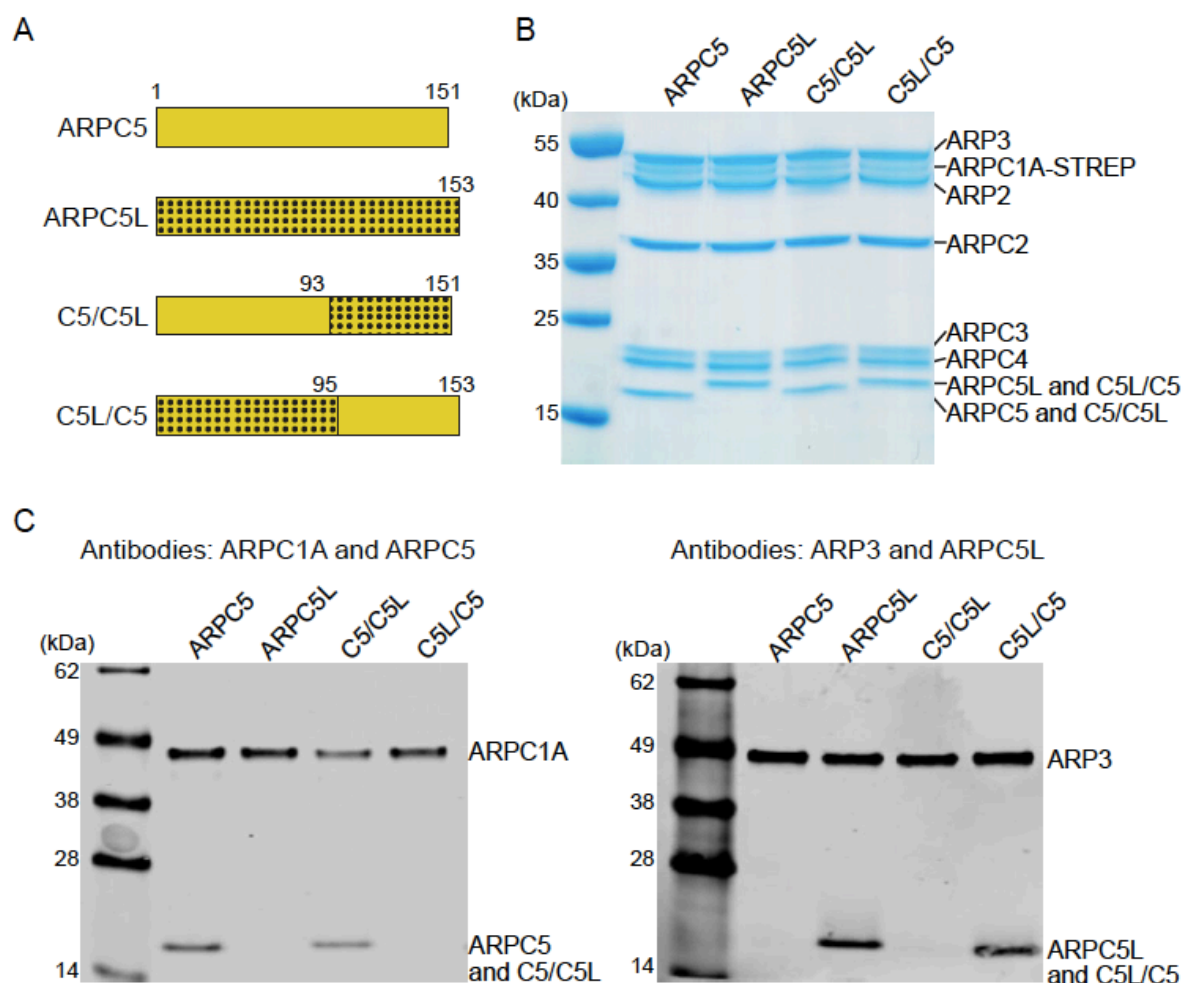 A
1 151
ARPC5
153
ARPC5L
93 151
C5/C5L
95 153
C5L/C5
B
ARPC5 ARPC5L C5/C5L C5L/C5
(kDa)
55
40
35
25
15
ARP3
ARPC1A-STREP
ARP2
ARPC2
ARPC3
ARPC4
ARPC5L and C5L/C5
ARPC5 and C5/C5L
C
Antibodies: ARPC1A and ARPC5
ARPC5 ARPC5L C5/C5L C5L/C5
(kDa)
62
49
38
28
14
ARPC1A
ARPC5
and C5/C5L
Antibodies: ARP3 and ARPC5L
ARPC5 ARPC5L C5/C5L C5L/C5
(kDa)
62
49
38
28
14
ARP3
ARPC5L
and C5L/C5